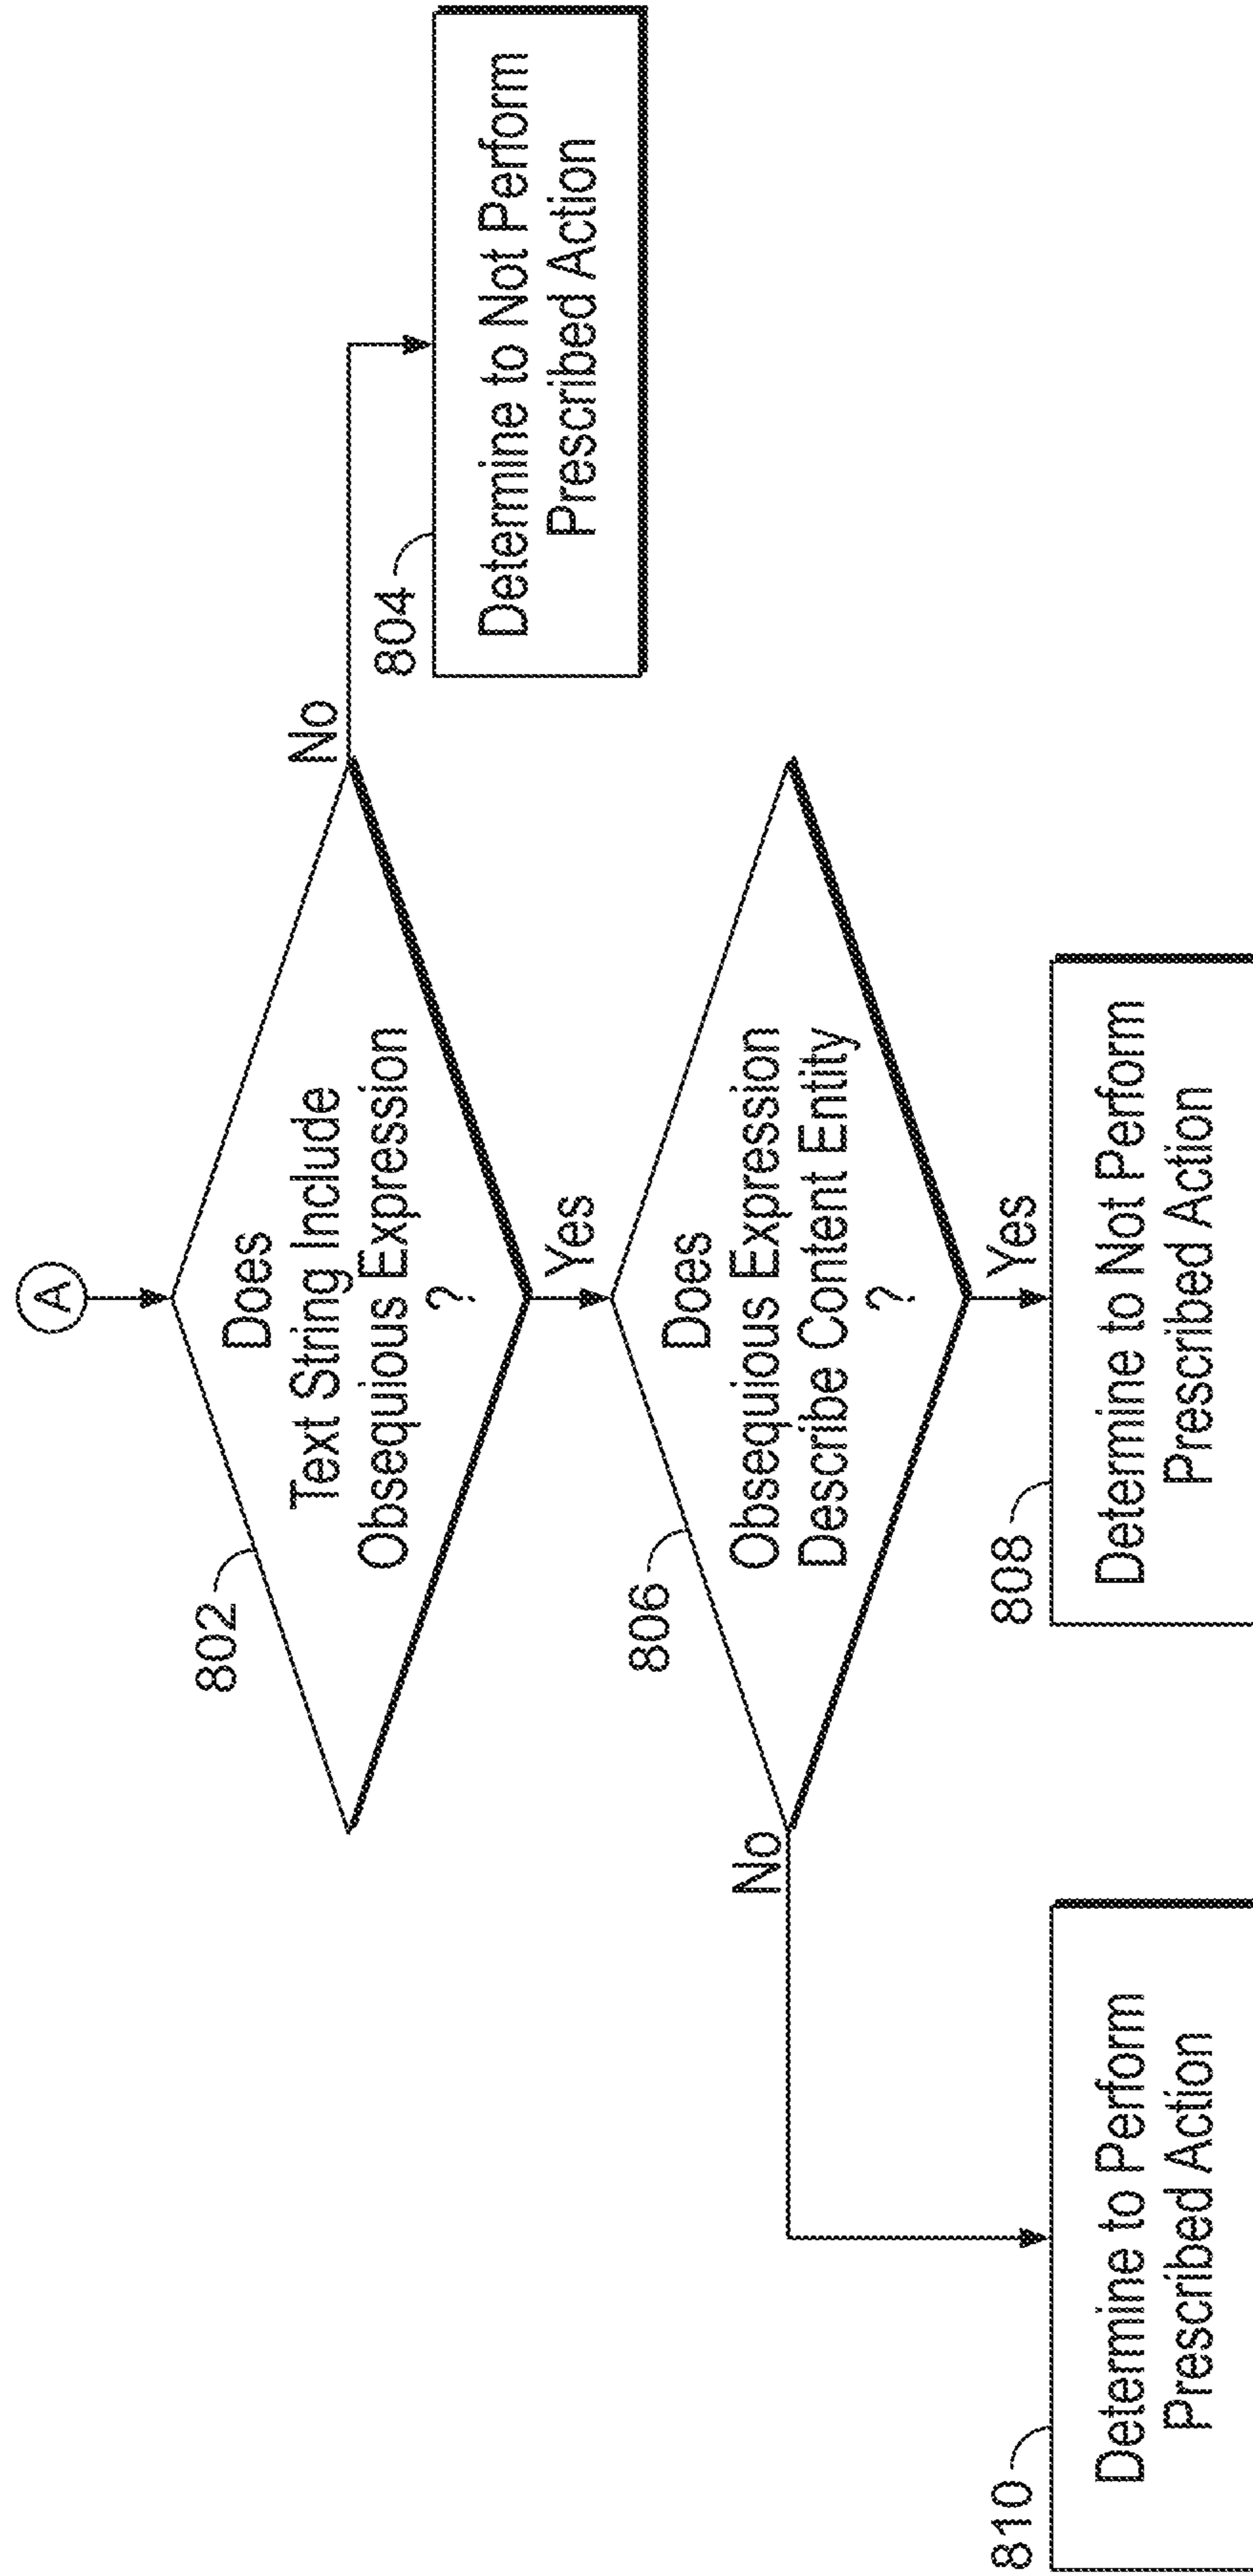 A
802
Does
Text String Include
Obsequious Expression
?
No
804
Determine to Not Perform
Prescribed Action
Yes
806
Does
Obsequious Expression
Describe Content Entity
?
No
Yes
810
Determine to Perform
Prescribed Action
808
Determine to Not Perform
Prescribed Action